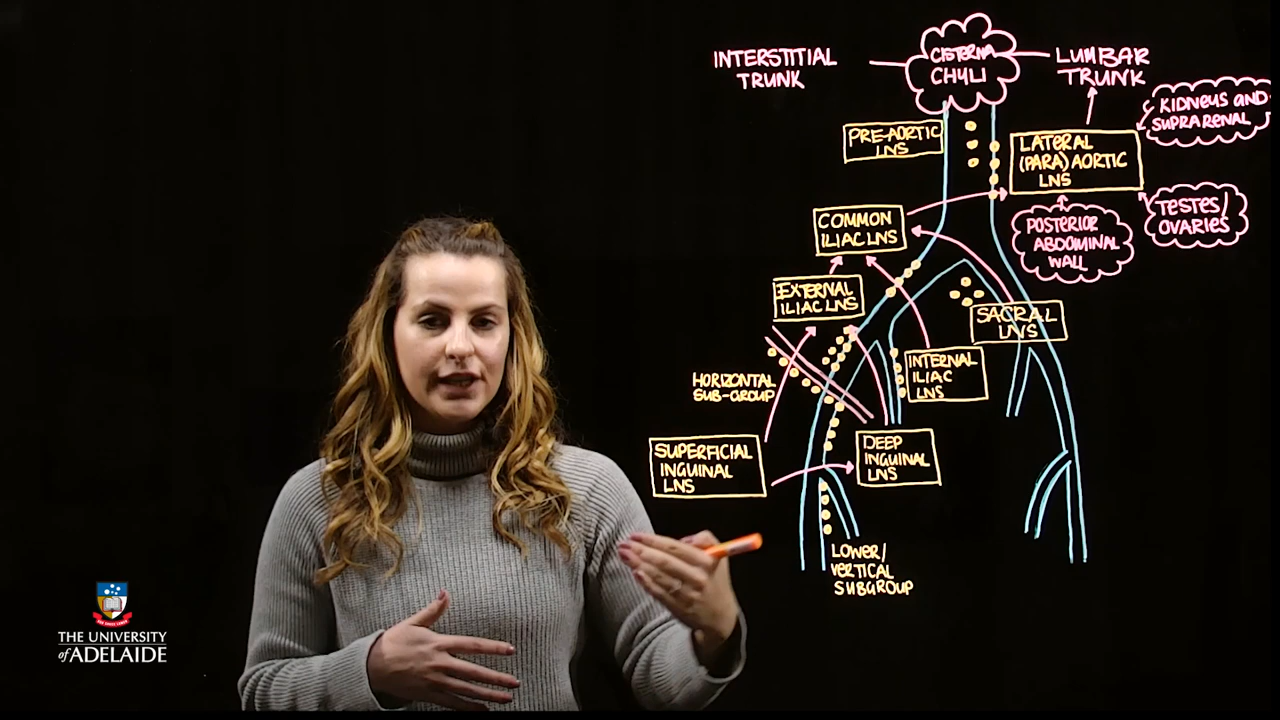 INTERSTITIAL
TRUNK
CISTERNA
CHYLI
LUMBAR
TRUNK
KIDNEUS AND
SUPRARENAL
PRE-AORTIC
LNS
LATERAL
(PARA) AORTIC
LNS
TESTES/
OVARIES
COMMON
ILIAC LNS
POSTERIOR
ABDOMINAL
WALL
EXTERNAL
ILIAC LNS
SACRAL
LNS
HORIZONTAL
SUB-GROUP
INTERNAL
ILIAC
LNS
SUPERFICIAL
INGUINAL
LNS
DEEP
INGUINAL
LNS
LOWER/
VERTICAL
SUBGROUP
THE UNIVERSITY
of ADELAIDE